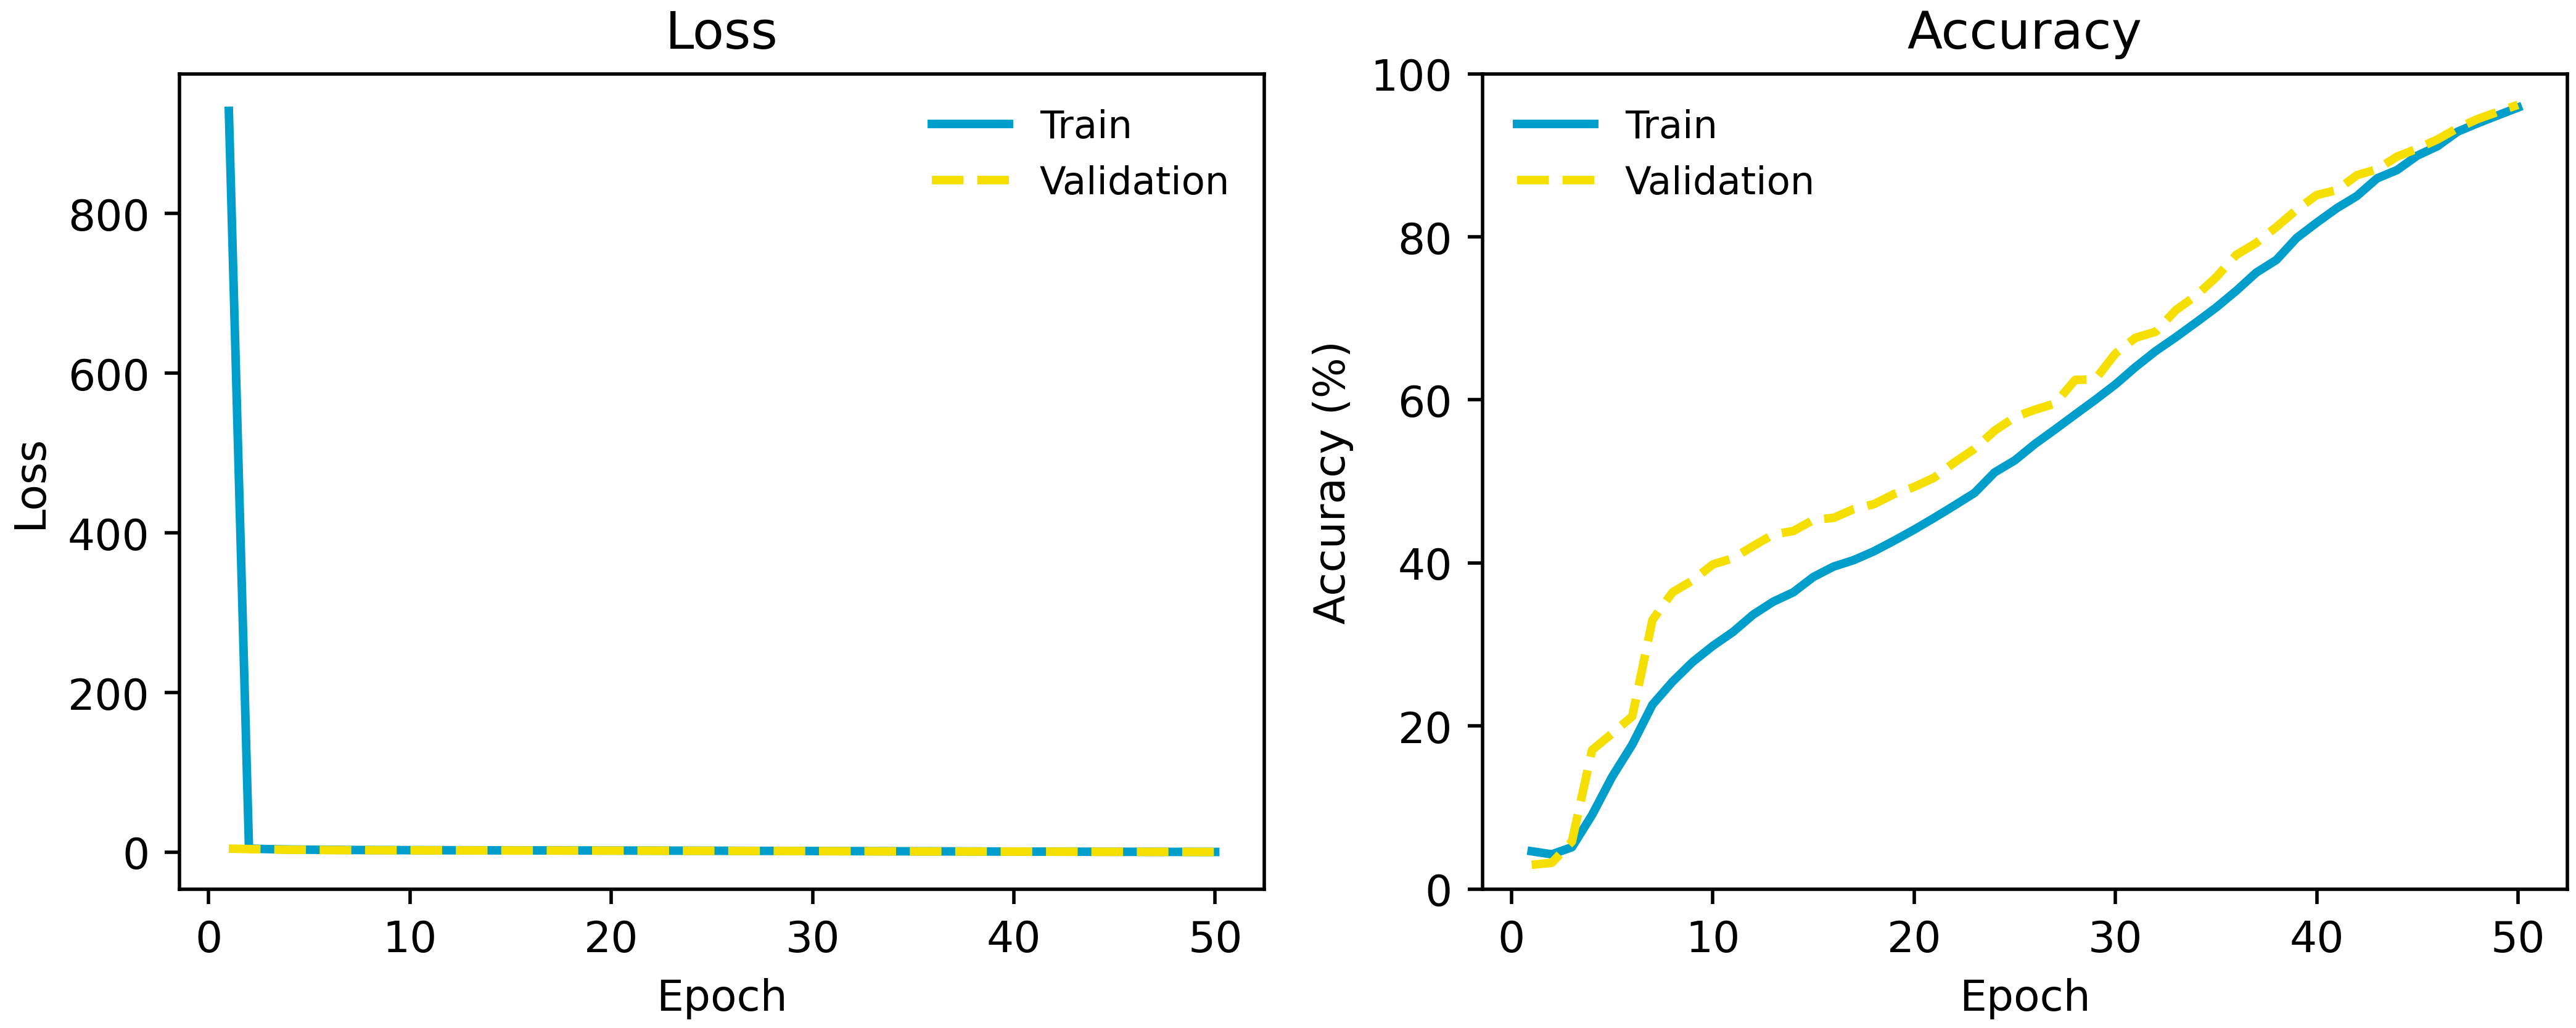 Loss
Train
Validation
800
600
400
200
0
Loss
0 10 20 30 40 50
Epoch
Accuracy
Train
Validation
100
80
60
40
20
0
Accuracy (%)
0 10 20 30 40 50
Epoch